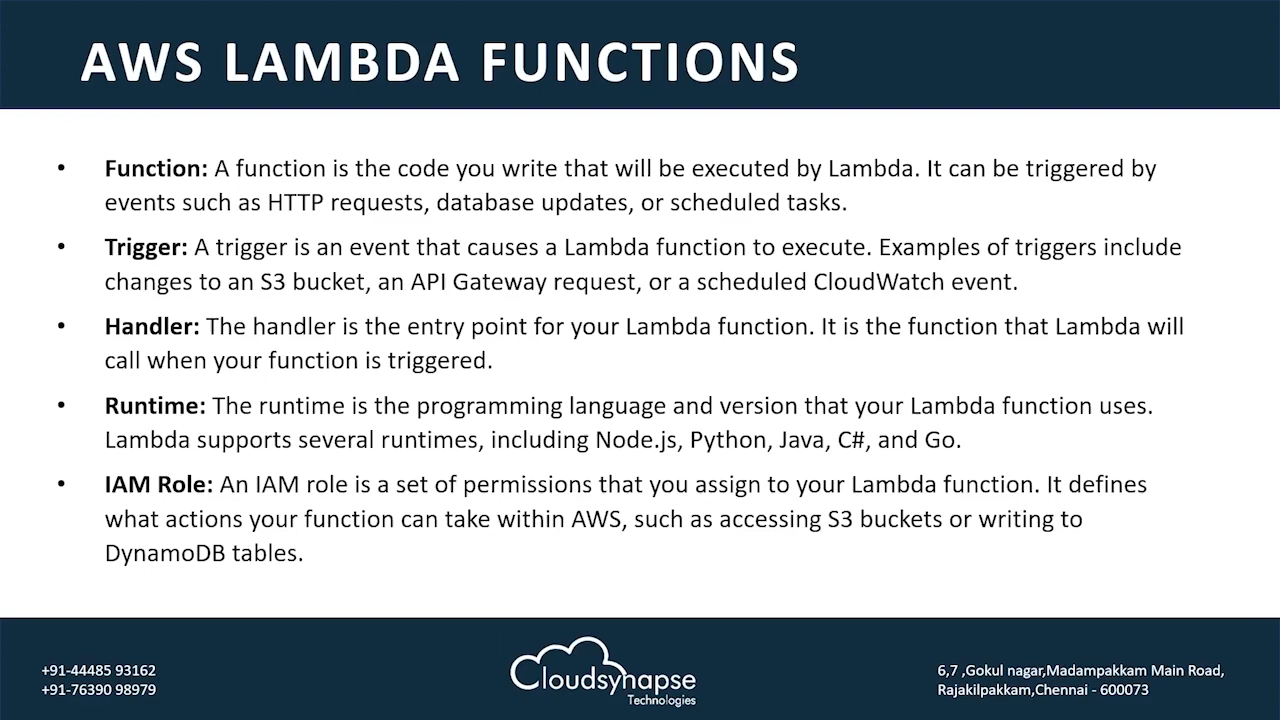 AWS LAMBDA FUNCTIONS
• Function: A function is the code you write that will be executed by Lambda. It can be triggered by
events such as HTTP requests, database updates, or scheduled tasks.
• Trigger: A trigger is an event that causes a Lambda function to execute. Examples of triggers include
changes to an S3 bucket, an API Gateway request, or a scheduled CloudWatch event.
• Handler: The handler is the entry point for your Lambda function. It is the function that Lambda will
call when your function is triggered.
• Runtime: The runtime is the programming language and version that your Lambda function uses.
Lambda supports several runtimes, including Node.js, Python, Java, C#, and Go.
• IAM Role: An IAM role is a set of permissions that you assign to your Lambda function. It defines
what actions your function can take within AWS, such as accessing S3 buckets or writing to
DynamoDB tables.
+91-44485 93162
+91-76390 98979
Cloudsynapse
Technologies
6,7 ,Gokul nagar,Madampakkam Main Road,
Rajakilpakkam,Chennai - 600073